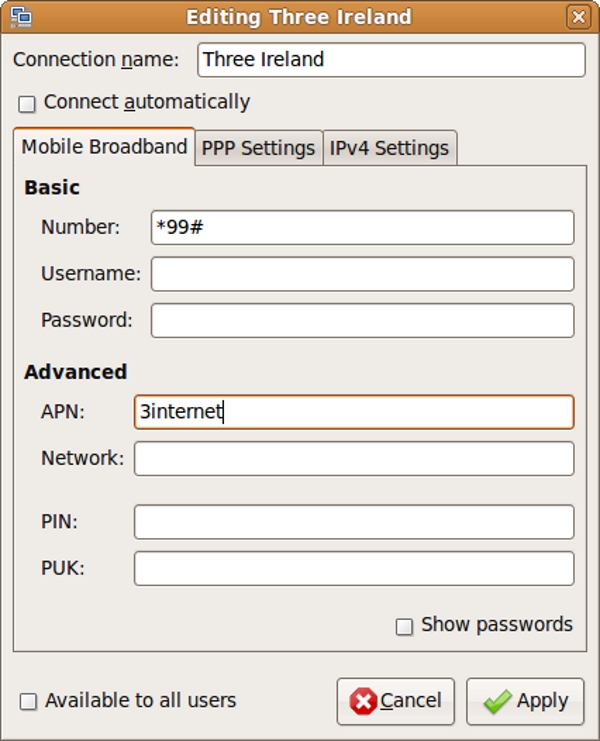 Editing Three Ireland
Connection name: Three Ireland
Connect automatically
Mobile Broadband PPP Settings IPv4 Settings
Basic
Number: *99#
Username:
Password:
Advanced
APN: 3internet
Network:
PIN:
PUK:
Show passwords
Available to all users Cancel Apply